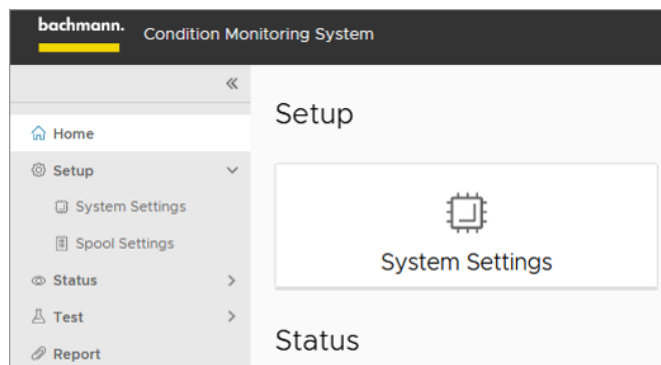 bachmann.
Condition Monitoring System
Home
Setup
System Settings
Spool Settings
Status
Test
Report
Setup
System Settings
Status